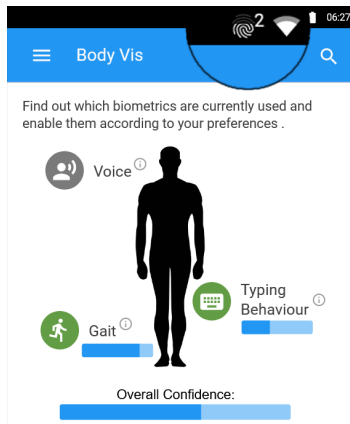 2 06:27
Body Vis
Find out which biometrics are currently used and
enable them according to your preferences .
Voice
Typing
Behaviour
Gait
Overall Confidence: